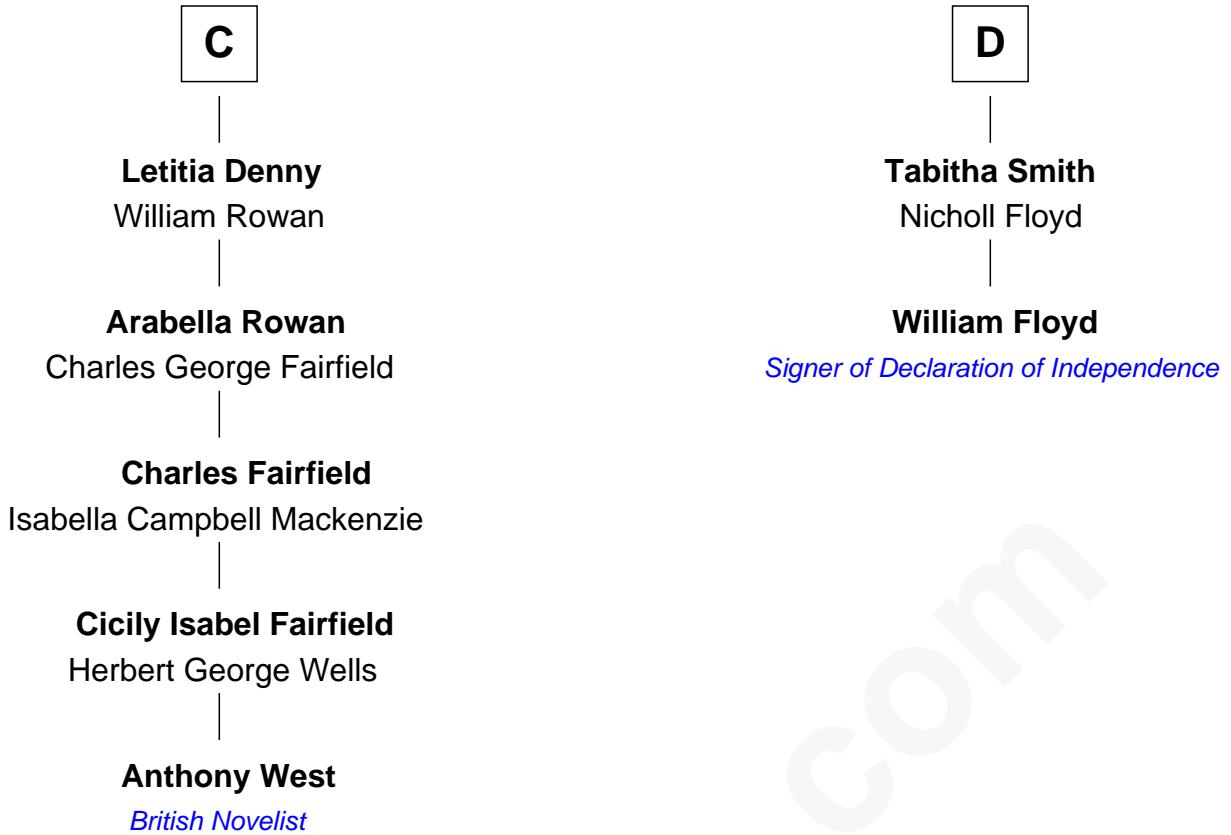 C
Letitia Denny
William Rowan
Arabella Rowan
Charles George Fairfield
Charles Fairfield
Isabella Campbell Mackenzie
Cicily Isabel Fairfield
Herbert George Wells
Anthony West
British Novelist
D
Tabitha Smith
Nicholl Floyd
William Floyd
Signer of Declaration of Independence
com